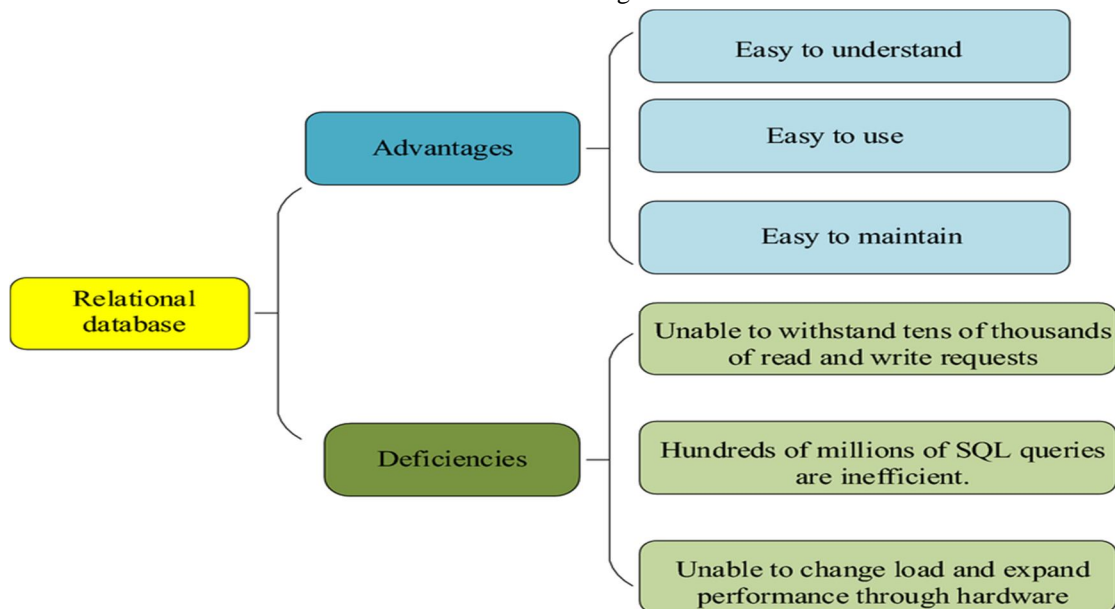 Easy to understand
Advantages
Easy to use
Easy to maintain
Relational
database
Unable to withstand tens of thousands
of read and write requests
Deficiencies
Hundreds of millions of SQL queries
are inefficient.
Unable to change load and expand
performance through hardware